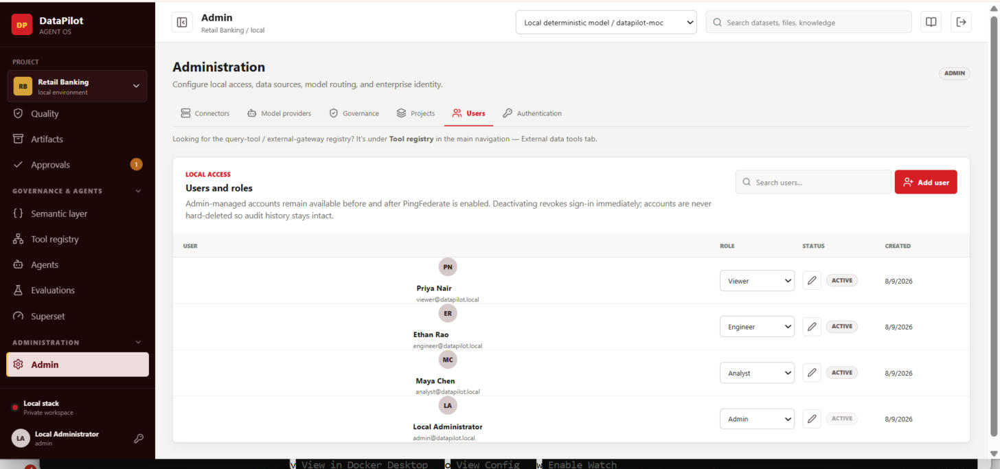 DP
DataPilot
AGENT OS
PROJECT
RB
Retail Banking
local environment
Quality
Artifacts
Approvals
1
GOVERNANCE & AGENTS
Semantic layer
Tool registry
Agents
Evaluations
Superset
ADMINISTRATION
Admin
Local stack
Private workspace
LA
Local Administrator
admin
Admin
Retail Banking / local
Local deterministic model / datapilot-moc
Search datasets, files, knowledge
Administration
Configure local access, data sources, model routing, and enterprise identity.
ADMIN
Connectors
Model providers
Governance
Projects
Users
Authentication
Looking for the query-tool / external-gateway registry? It's under Tool registry in the main navigation — External data tools tab.
LOCAL ACCESS
Users and roles
Admin-managed accounts remain available before and after PingFederate is enabled. Deactivating revokes sign-in immediately; accounts are never
hard-deleted so audit history stays intact.
Search users...
Add user
USER ROLE STATUS CREATED
PN
Priya Nair
viewer@datapilot.local
Viewer ACTIVE 8/9/2026
ER
Ethan Rao
engineer@datapilot.local
Engineer ACTIVE 8/9/2026
MC
Maya Chen
analyst@datapilot.local
Analyst ACTIVE 8/9/2026
LA
Local Administrator
admin@datapilot.local
Admin ACTIVE 8/9/2026
v View in Docker Desktop o View Config w Enable Watch